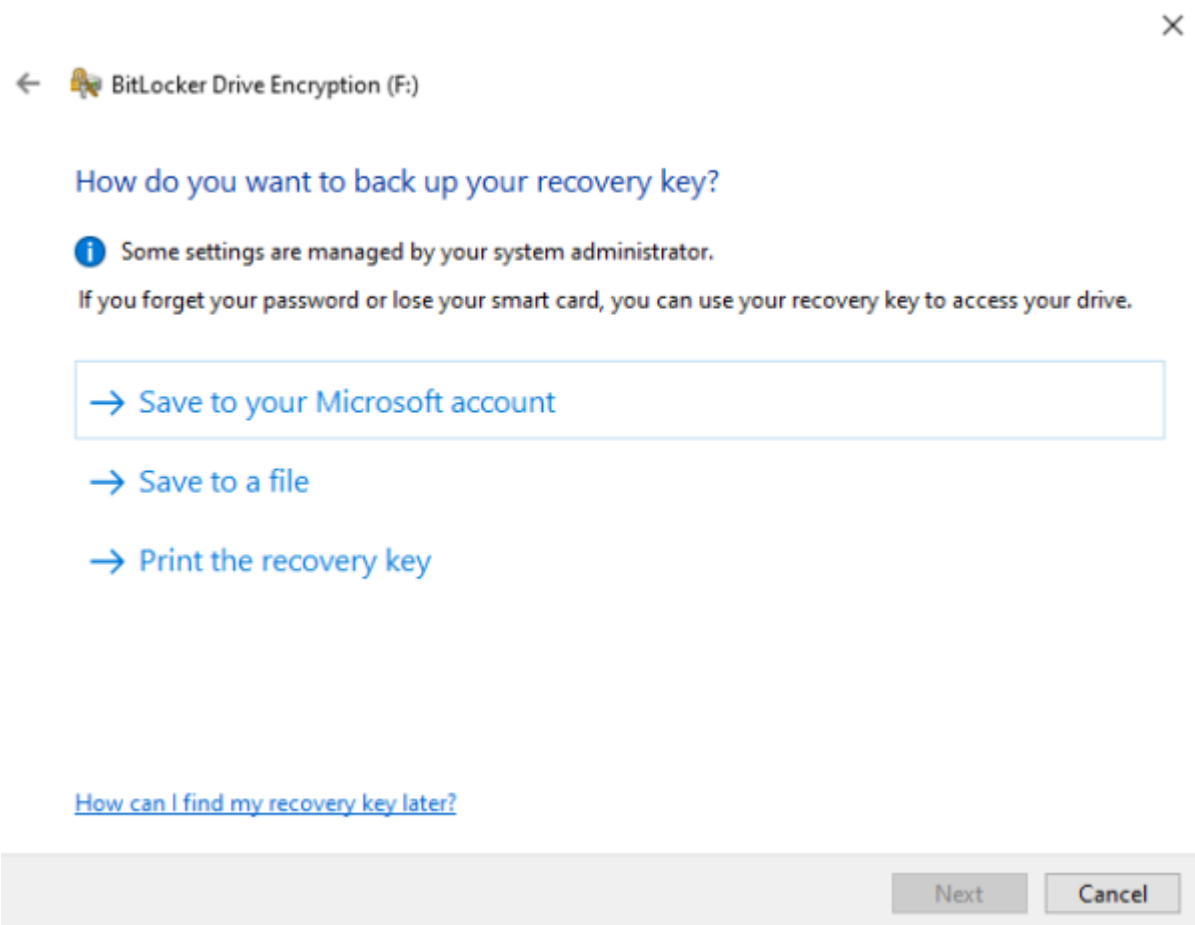 BitLocker Drive Encryption (F:)
How do you want to back up your recovery key?
Some settings are managed by your system administrator.
If you forget your password or lose your smart card, you can use your recovery key to access your drive.
Save to your Microsoft account
Save to a file
Print the recovery key
How can I find my recovery key later?
Next
Cancel